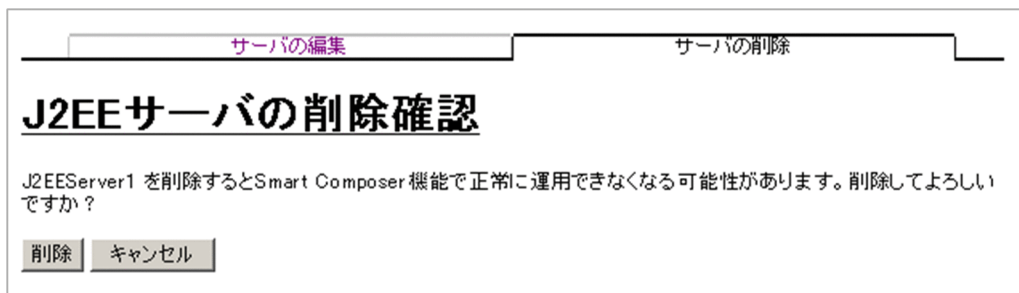 サーバの編集 サーバの削除
J2EEサーバの削除確認
J2EEServer1 を削除するとSmart Composer機能で正常に運用できなくなる可能性があります。削除してよろしい
ですか？
削除 キャンセル